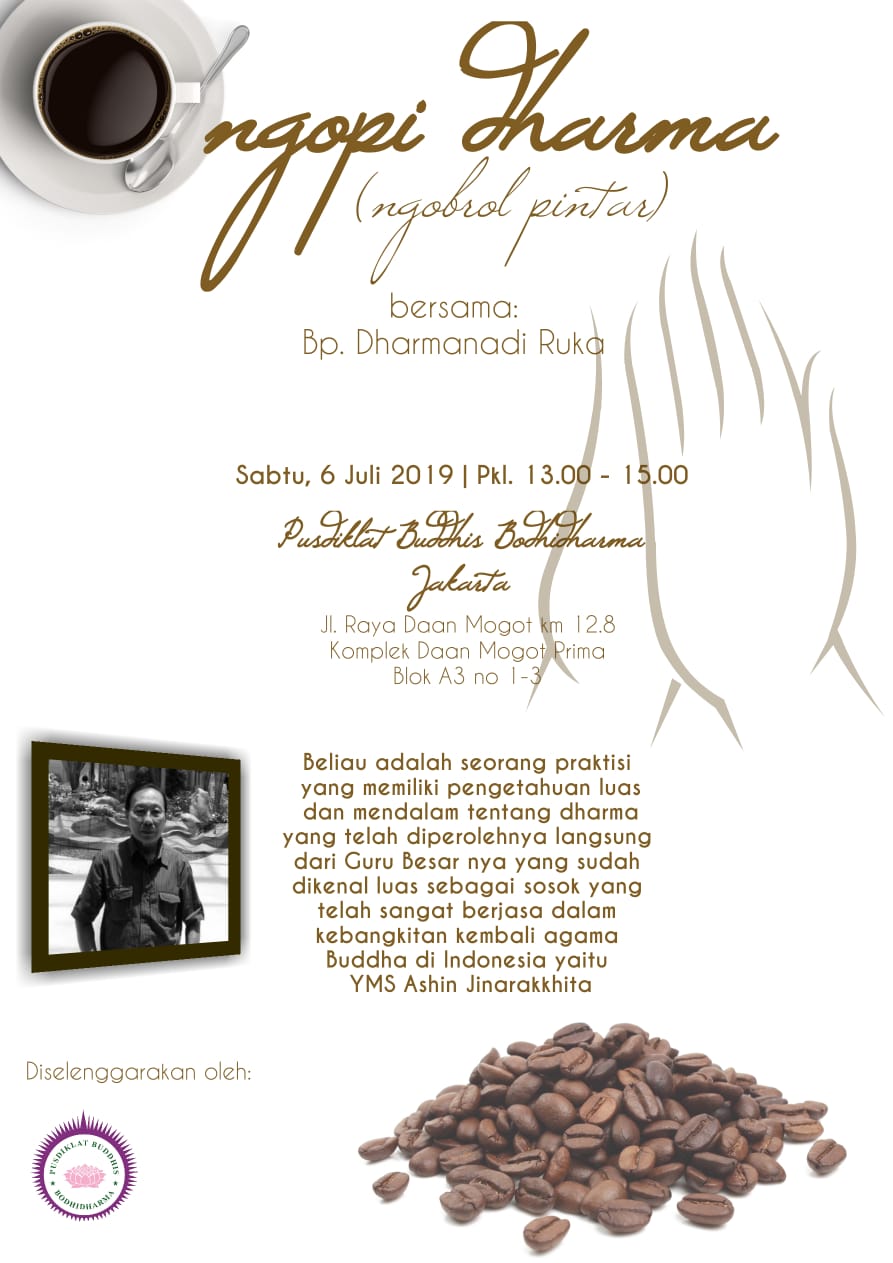 ngopi dharma
(ngobrol pintar)
bersama:
Bp. Dharmanadi Ruka
Sabtu, 6 Juli 2019 | Pkl. 13.00 - 15.00
Pusdiklat Buddhis Bodhidharma
Jakarta
Jl. Raya Daan Mogot km 12.8
Komplek Daan Mogot Prima
Blok A3 no 1-3
Beliau adalah seorang praktisi
yang memiliki pengetahuan luas
dan mendalam tentang dharma
yang telah diperolehnya langsung
dari Guru Besar nya yang sudah
dikenal luas sebagai sosok yang
telah sangat berjasa dalam
kebangkitan kembali agama
Buddha di Indonesia yaitu
YMS Ashin Jinarakkhita
Diselenggarakan oleh:
PUSDIKLAT BUDDHIS
BODHIDHARMA